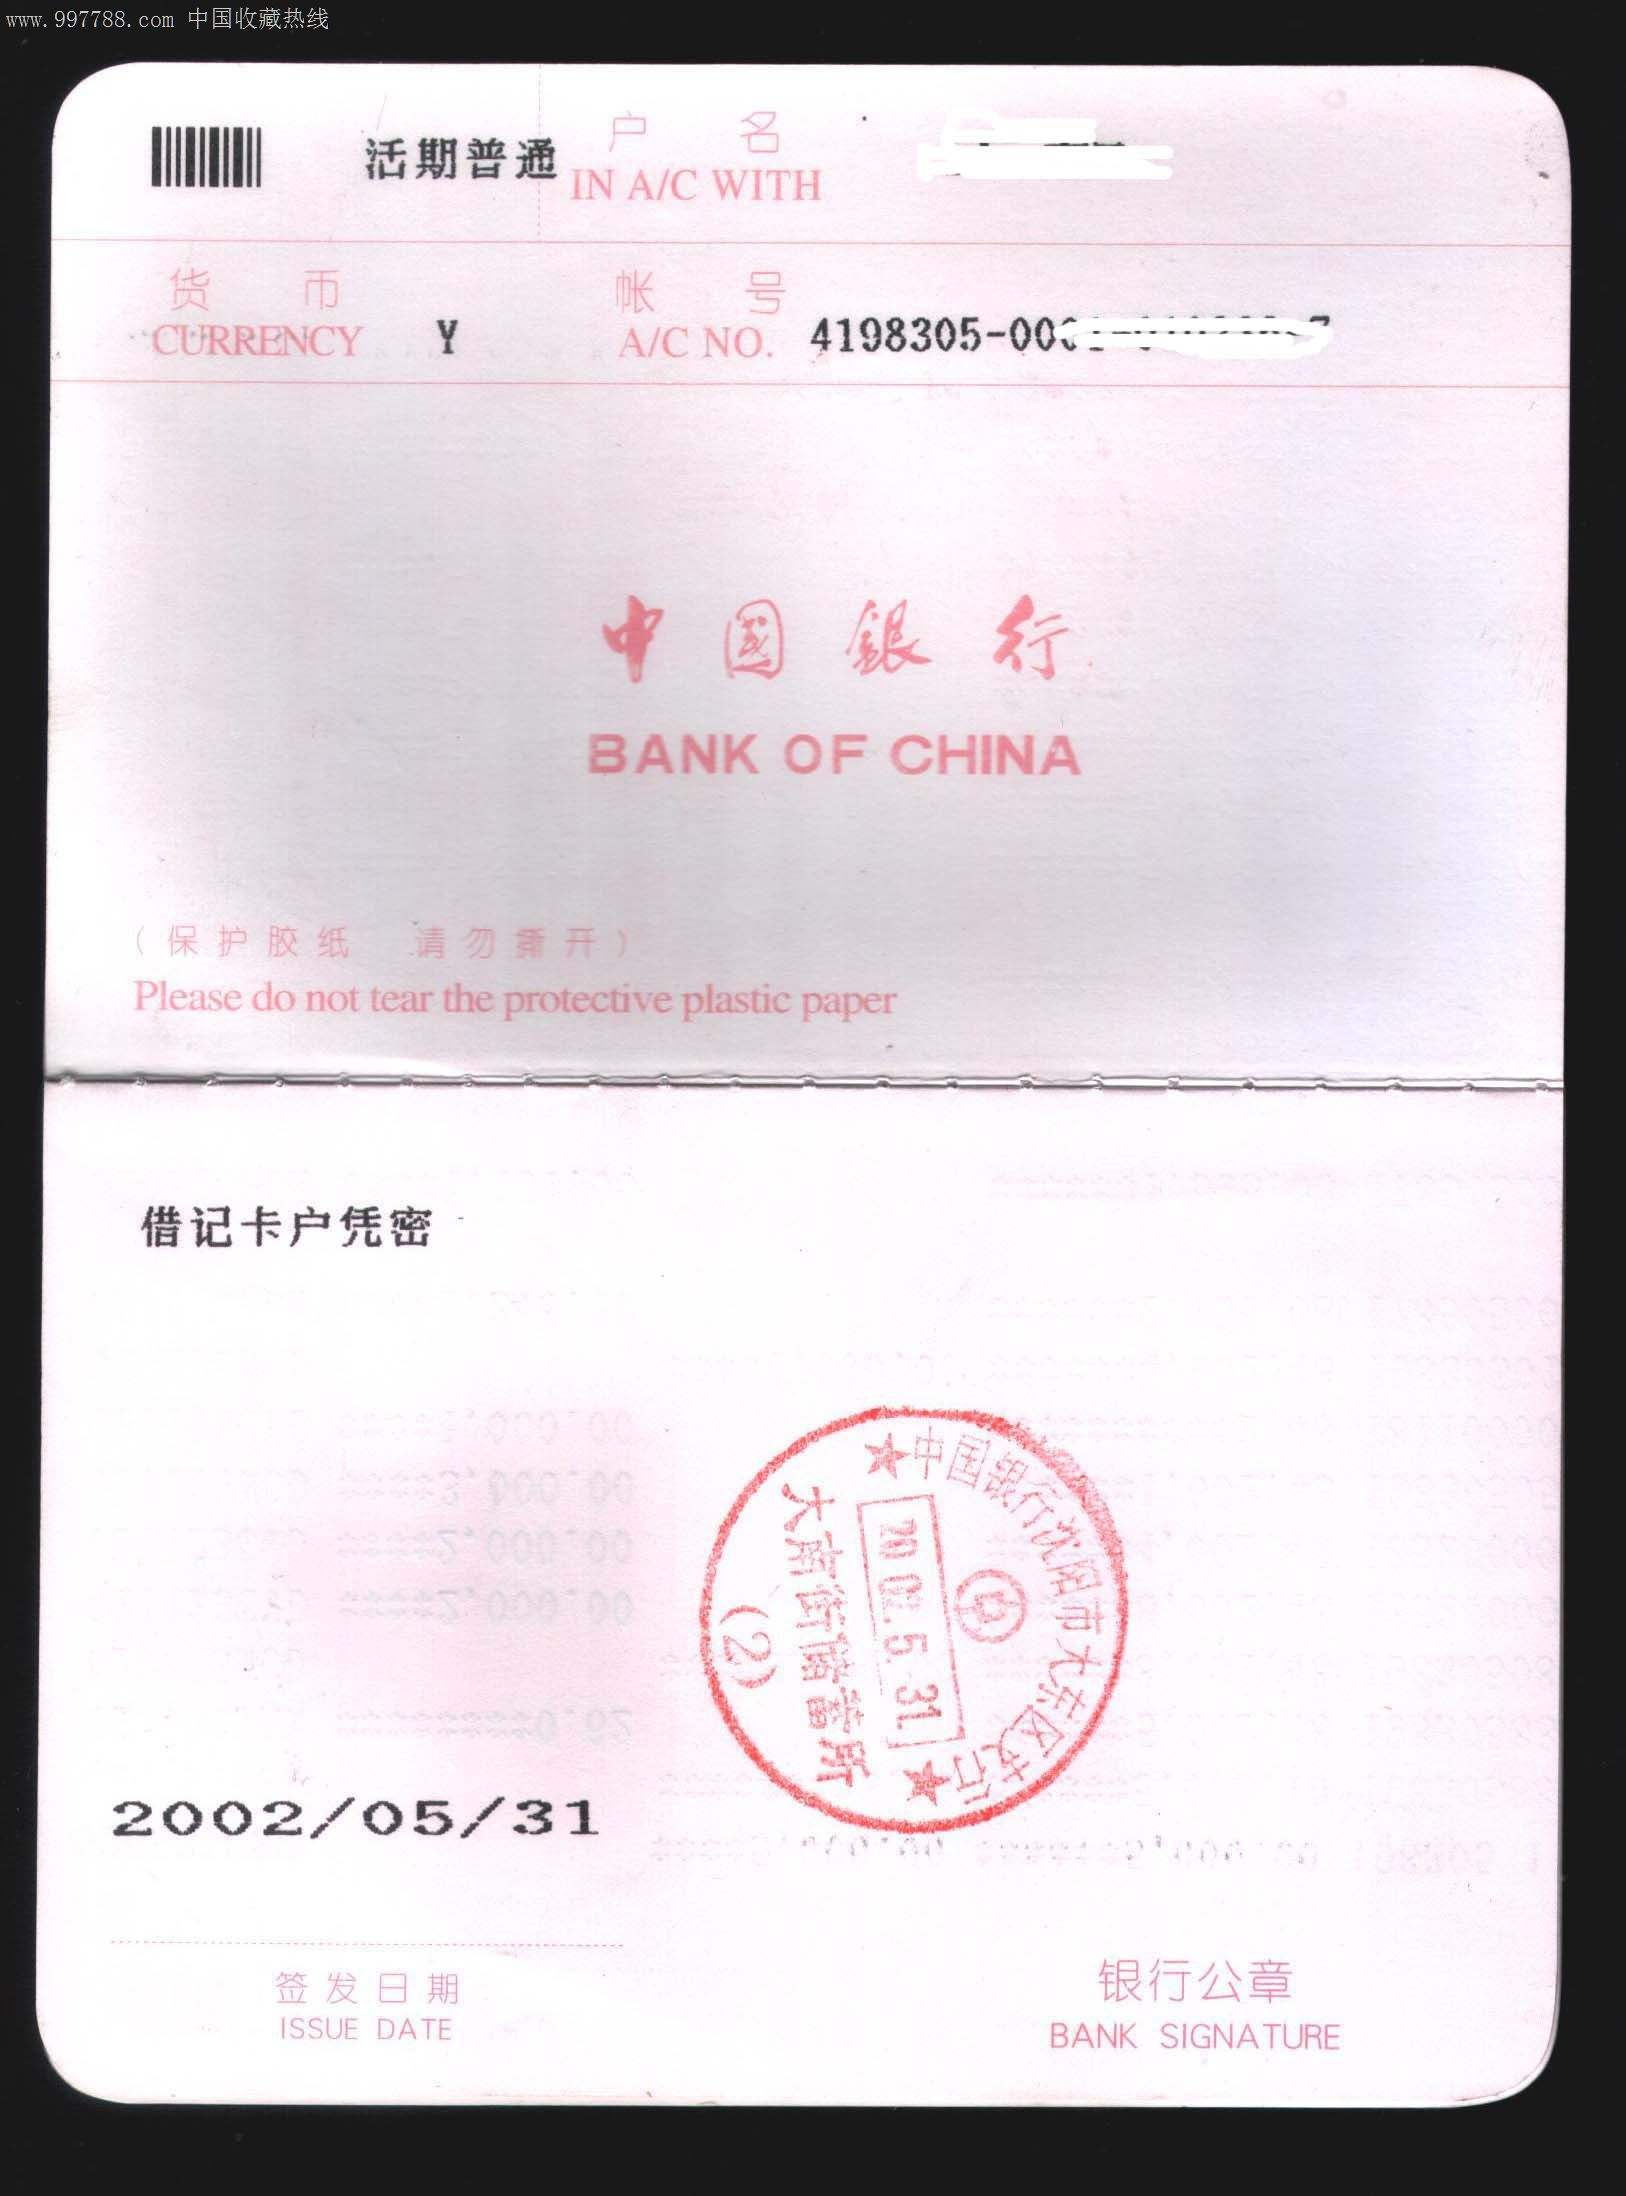 www.997788.com 中国收藏热线
活期普通
户 名
IN A/C WITH
货 币
CURRENCY Y
帐 号
A/C NO. 4198305-00
中國銀行
BANK OF CHINA
(保护胶纸 请勿撕开)
Please do not tear the protective plastic paper
借记卡户凭密
★中国银行沈阳市大东区支行★
2002.5.31
大南街储蓄所
(2)
2002/05/31
签发日期
ISSUE DATE
银行公章
BANK SIGNATURE